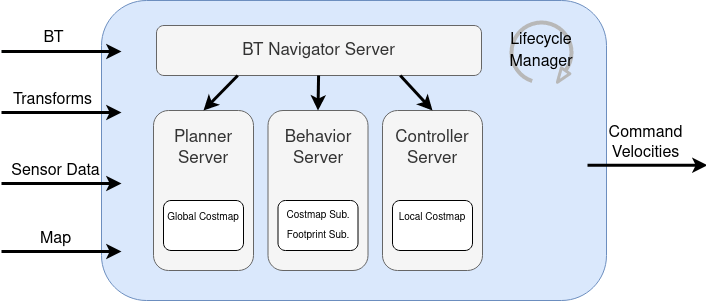 BT
BT Navigator Server
Lifecycle
Manager
Transforms
Planner
Server
Behavior
Server
Controller
Server
Command
Velocities
Sensor Data
Global Costmap
Costmap Sub.
Footprint Sub.
Local Costmap
Map